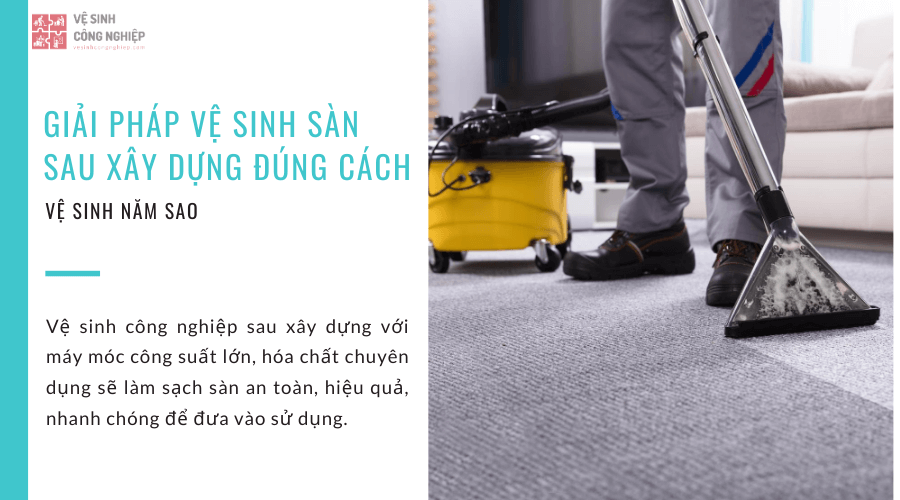 VỆ SINH
CÔNG NGHIỆP
vesinhcongnghiep.com
GIẢI PHÁP VỆ SINH SÀN
SAU XÂY DỰNG ĐÚNG CÁCH
VỆ SINH NĂM SAO
Vệ sinh công nghiệp sau xây dựng với
máy móc công suất lớn, hóa chất chuyên
dụng sẽ làm sạch sàn an toàn, hiệu quả,
nhanh chóng để đưa vào sử dụng.